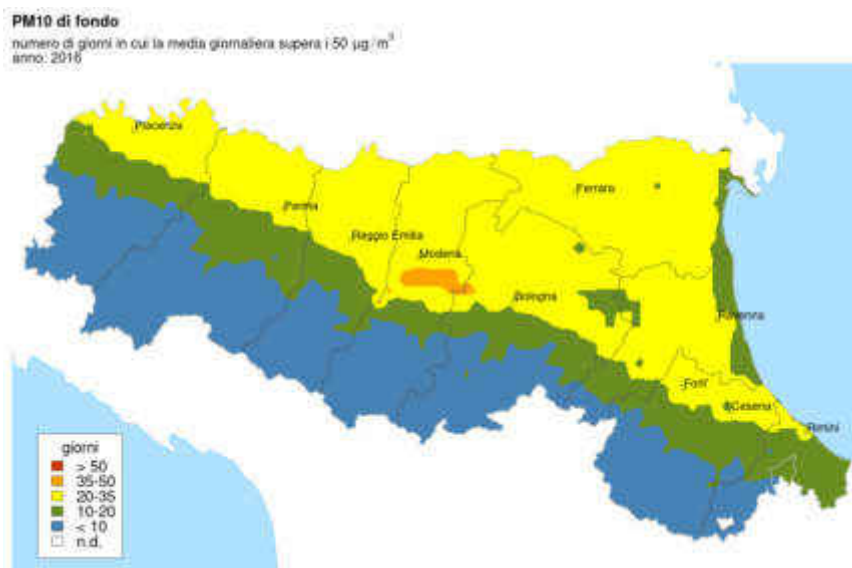 PM10 di fondo
numero di giorni in cui la media giornaliera supera i 50 µg/m³
anno: 2016
Piacenza
Parma
Reggio Emilia
Modena
Ferrara
Bologna
Ravenna
Forlì
Cesena
Rimini
giorni
> 50
35-50
20-35
10-20
< 10
n.d.